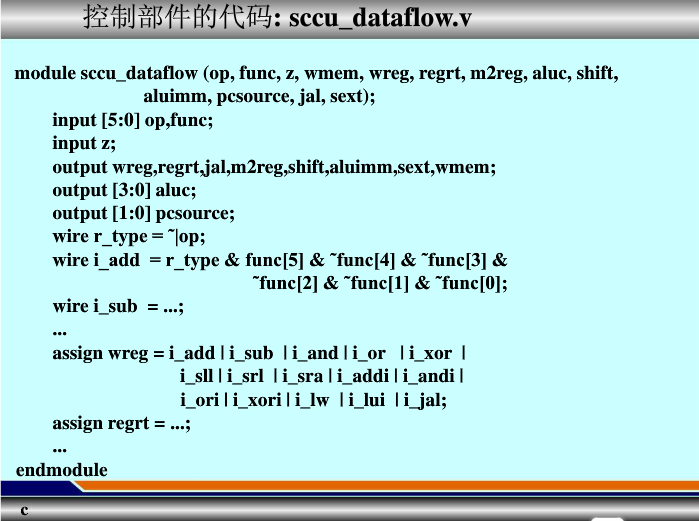 控制部件的代码: sccu_dataflow.v
module sccu_dataflow (op, func, z, wmem, wreg, regrt, m2reg, aluc, shift,
aluimm, pcsource, jal, sext);
input [5:0] op,func;
input z;
output wreg,regrt,jal,m2reg,shift,aluimm,sext,wmem;
output [3:0] aluc;
output [1:0] pcsource;
wire r_type = ~|op;
wire i_add = r_type & func[5] & ~func[4] & ~func[3] &
~func[2] & ~func[1] & ~func[0];
wire i_sub = ...;
...
assign wreg = i_add | i_sub | i_and | i_or | i_xor |
i_sll | i_srl | i_sra | i_addi | i_andi |
i_ori | i_xori | i_lw | i_lui | i_jal;
assign regrt = ...;
...
endmodule
c